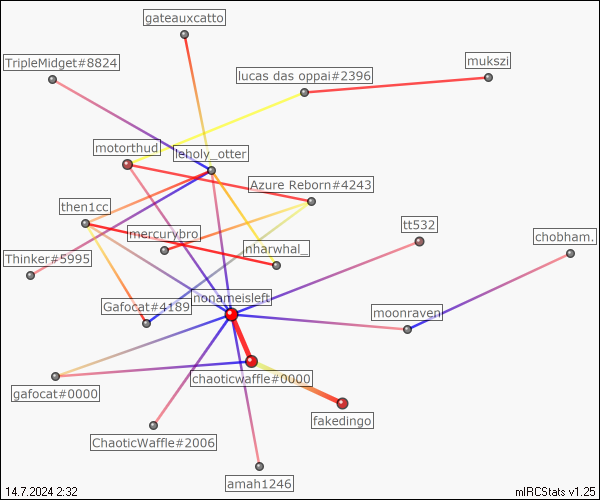 gateauxcatto
TripleMidget#8824
mukszi
lucas das oppai#2396
motorthud
leholy_otter
Azure Reborn#4243
then1cc
tt532
mercurybro
chobham.
nharwhal_
Thinker#5995
nonameisleft
Gafocat#4189
moonraven
chaoticwaffle#0000
gafocat#0000
fakedingo
ChaoticWaffle#2006
amah1246
14.7.2024 2:32
mIRCStats v1.25